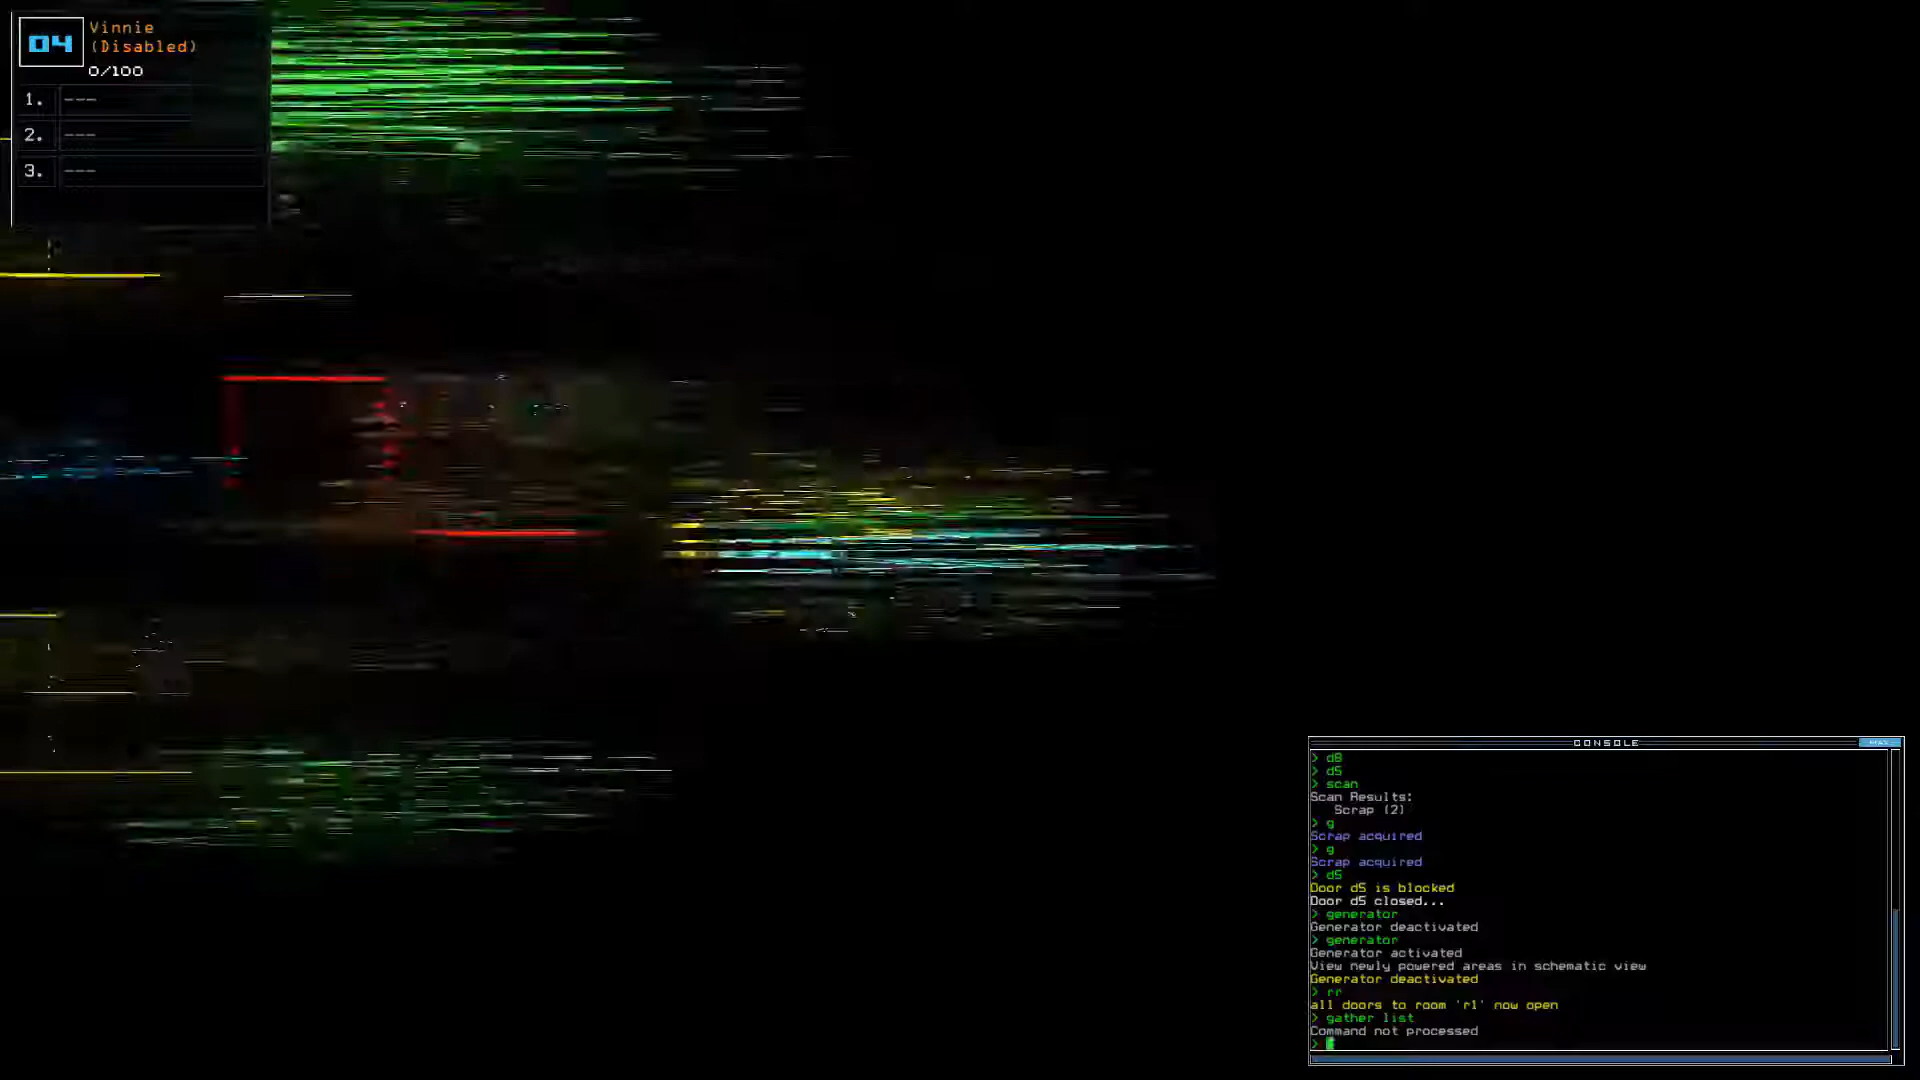 04
Vinnie
(Disabled)
0/100
1. ---
2. ---
3. ---
CONSOLE
> d8
> d5
> scan
Scan Results:
Scrap (2)
> g
Scrap acquired
> g
Scrap acquired
> d5
Door d5 is blocked
Door d5 closed...
> generator
Generator deactivated
> generator
Generator activated
View newly powered areas in schematic view
Generator deactivated
> rr
all doors to room 'r1' now open
> gather list
Command not processed
>